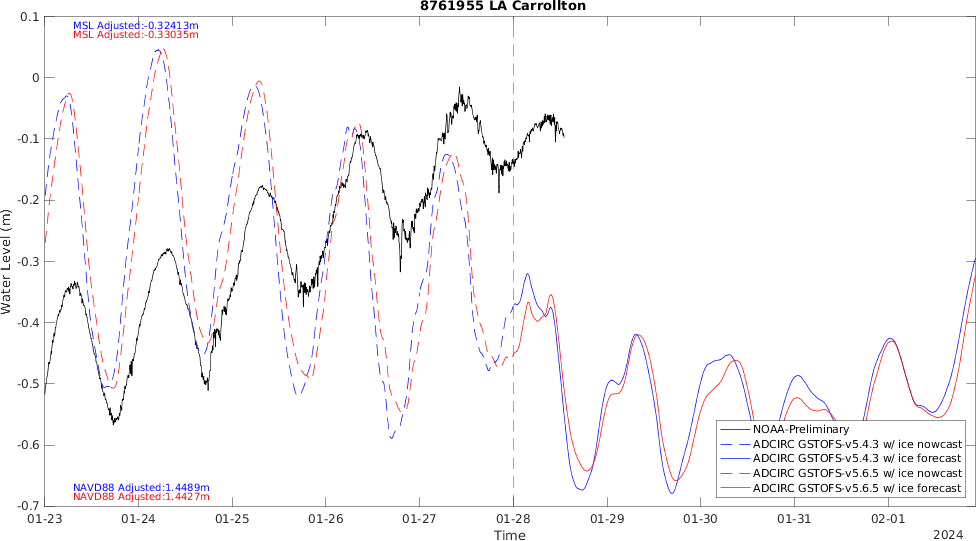 8761955 LA Carrollton
MSL Adjusted:-0.32413m
MSL Adjusted:-0.33035m
Water Level (m)
0.1
0
-0.1
-0.2
-0.3
-0.4
-0.5
-0.6
-0.7
NOAA-Preliminary
ADCIRC GSTOFS-v5.4.3 w/ ice nowcast
ADCIRC GSTOFS-v5.4.3 w/ ice forecast
ADCIRC GSTOFS-v5.6.5 w/ ice nowcast
ADCIRC GSTOFS-v5.6.5 w/ ice forecast
NAVD88 Adjusted:1.4489m
NAVD88 Adjusted:1.4427m
01-23 01-24 01-25 01-26 01-27 01-28 01-29 01-30 01-31 02-01
Time
2024